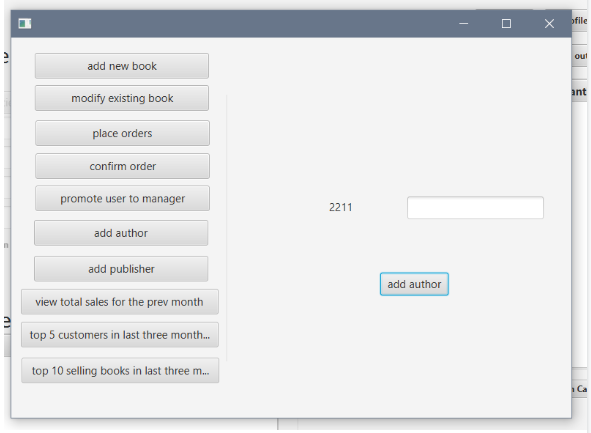 add new book
modify existing book
place orders
confirm order
promote user to manager
add author
add publisher
view total sales for the prev month
top 5 customers in last three month...
top 10 selling books in last three m...
2211
add author
ofile
out
ant
n Ca